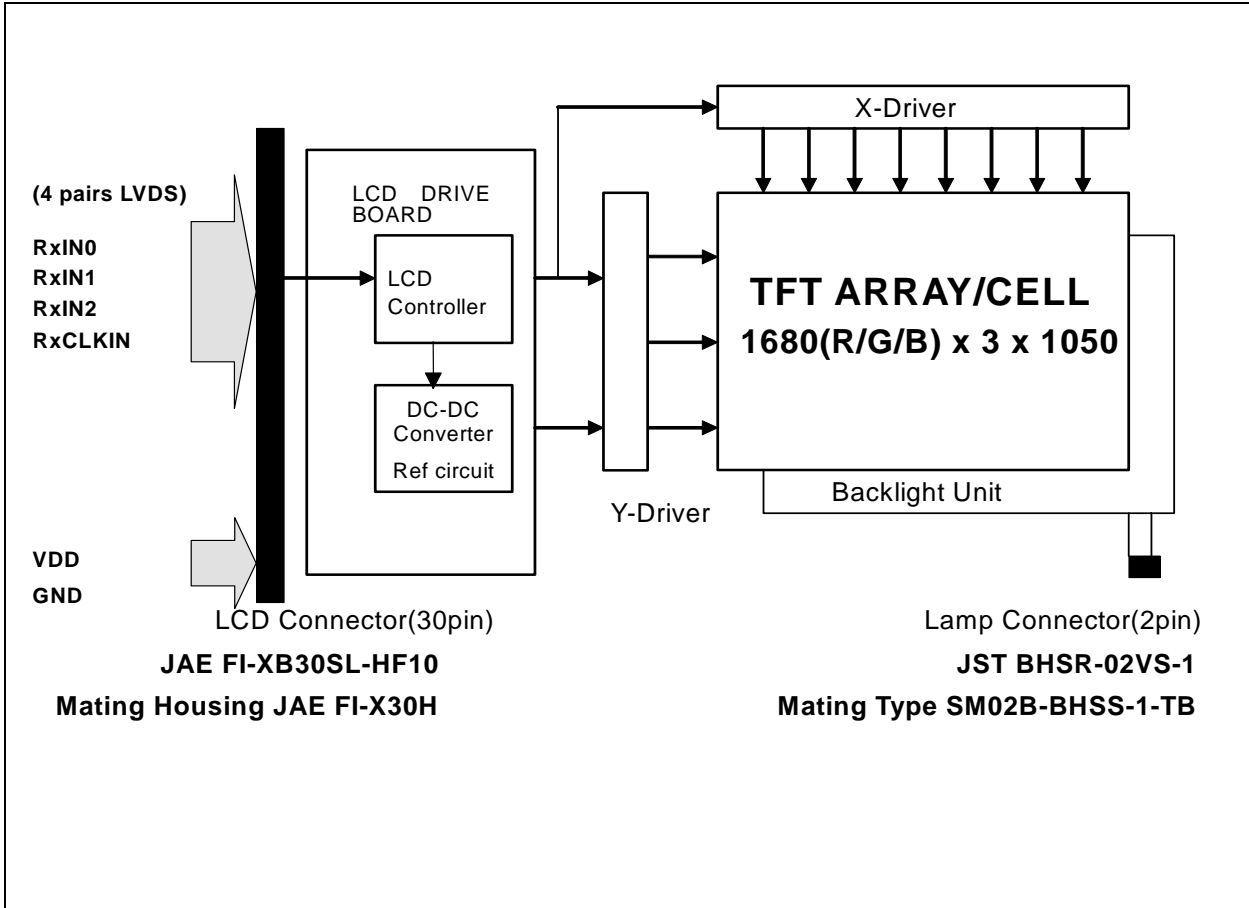 X-Driver
(4 pairs LVDS)
RxIN0
RxIN1
RxIN2
RxCLKIN
LCD DRIVE
BOARD
LCD
Controller
DC-DC
Converter
Ref circuit
TFT ARRAY/CELL
1680(R/G/B) x 3 x 1050
Backlight Unit
Y-Driver
VDD
GND
LCD Connector(30pin)
JAE FI-XB30SL-HF10
Mating Housing JAE FI-X30H
Lamp Connector(2pin)
JST BHSR-02VS-1
Mating Type SM02B-BHSS-1-TB